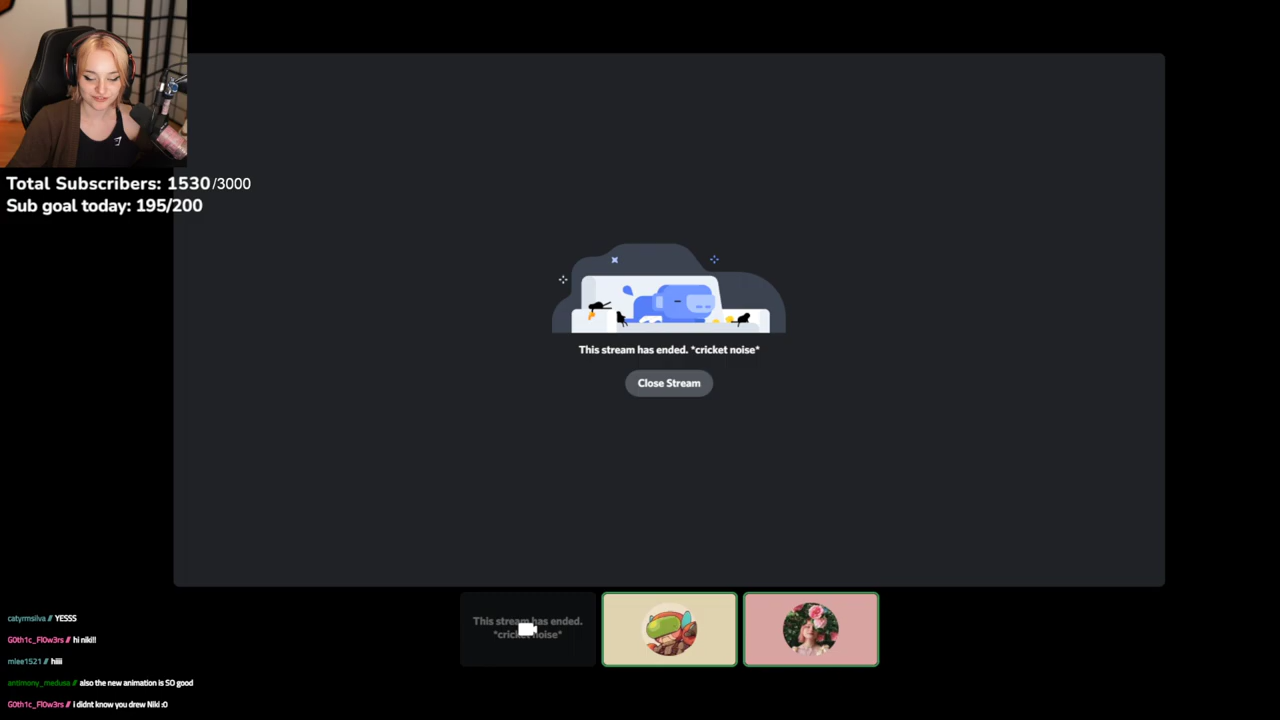 Total Subscribers: 1530/3000
Sub goal today: 195/200
This stream has ended. *cricket noise*
Close Stream
This stream has ended.
*cricket noise*
catyrmsilva // YESSS
G0th1c_Fl0w3rs // hi niki!!
mlee1521 // hiiii
antimony_medusa // also the new animation is SO good
G0th1c_Fl0w3rs // i didnt know you drew Niki :0